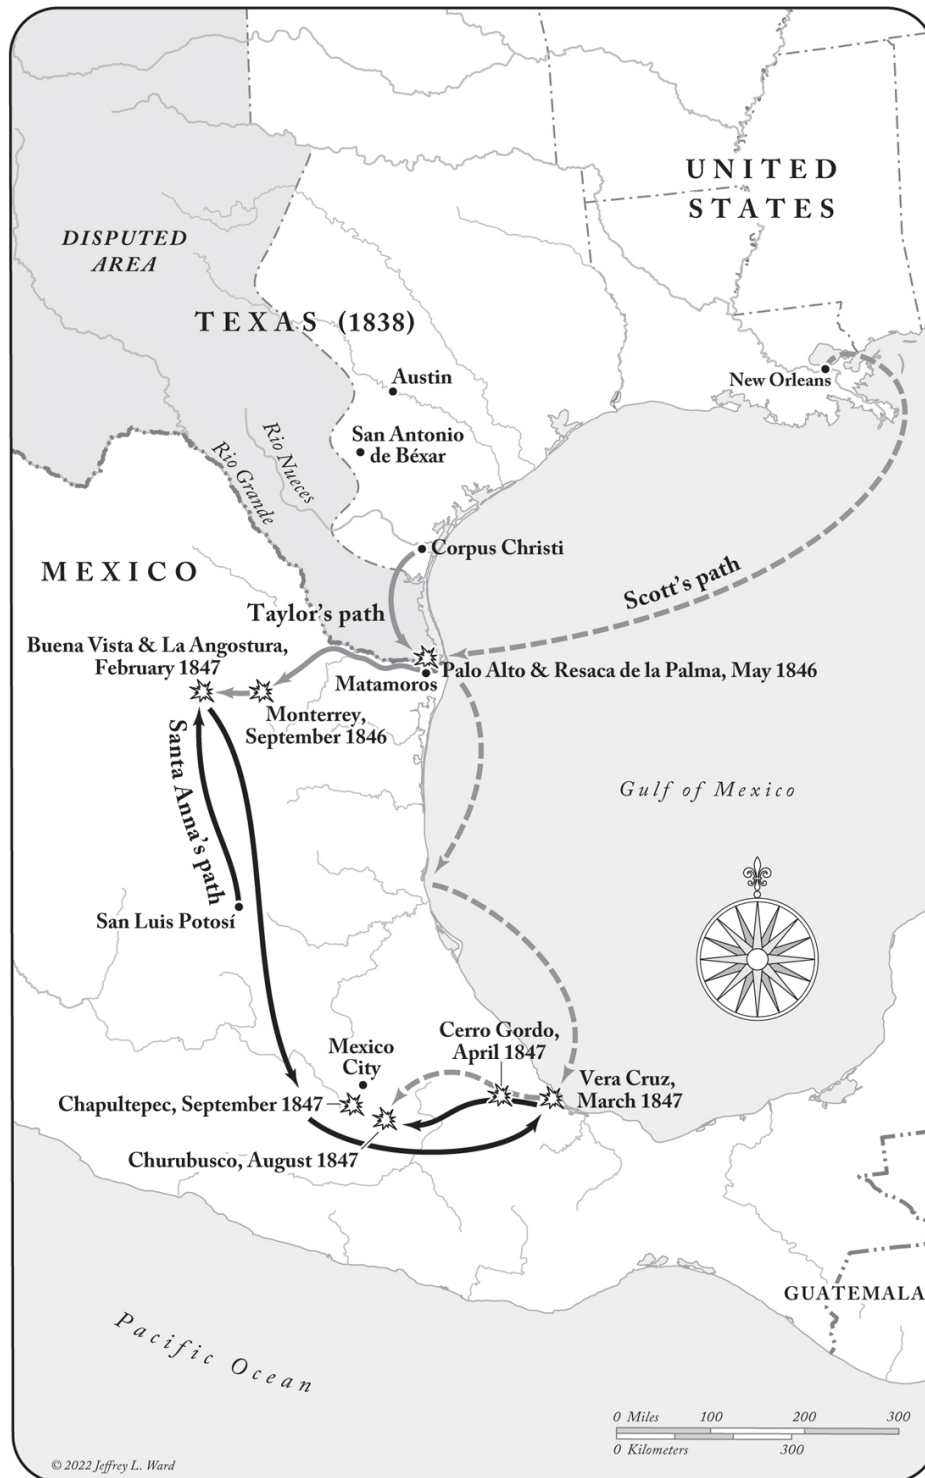 UNITED
STATES
DISPUTED
AREA
TEXAS (1838)
Austin
New Orleans
San Antonio
de Béxar
Rio Nueces
Rio Grande
Corpus Christi
MEXICO
Scott's path
Taylor's path
Buena Vista & La Angostura,
February 1847
Palo Alto & Resaca de la Palma, May 1846
Matamoros
Monterrey,
September 1846
Santa Anna's path
Gulf of Mexico
San Luis Potosí
Cerro Gordo,
April 1847
Mexico
City
Vera Cruz,
March 1847
Chapultepec, September 1847
Churubusco, August 1847
GUATEMALA
Pacific Ocean
0 Miles 100 200 300
0 Kilometers 300
© 2022 Jeffrey L. Ward